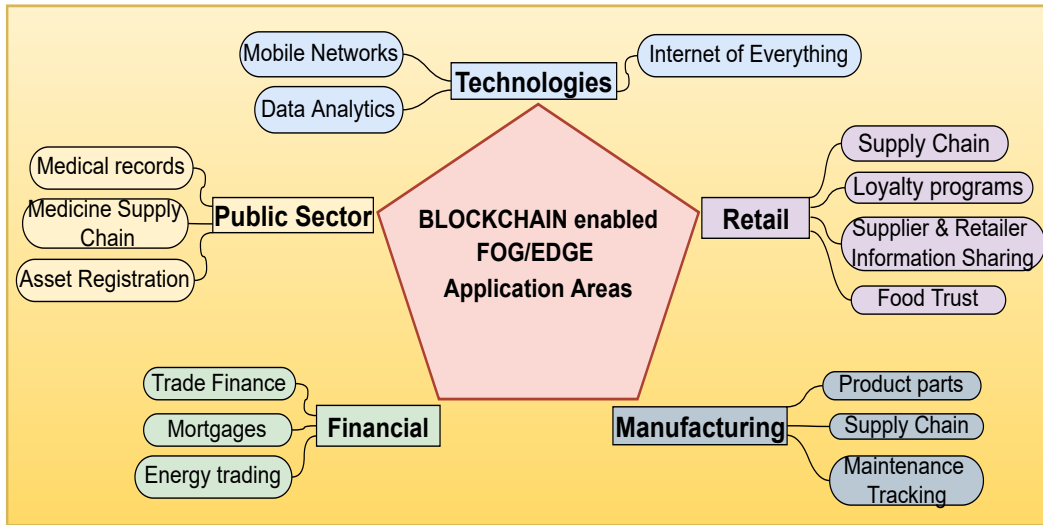 Mobile Networks
Data Analytics
Technologies
Internet of Everything
Medical records
Medicine Supply
Chain
Asset Registration
Public Sector
BLOCKCHAIN enabled
FOG/EDGE
Application Areas
Retail
Supply Chain
Loyalty programs
Supplier & Retailer
Information Sharing
Food Trust
Trade Finance
Mortgages
Energy trading
Financial
Manufacturing
Product parts
Supply Chain
Maintenance
Tracking